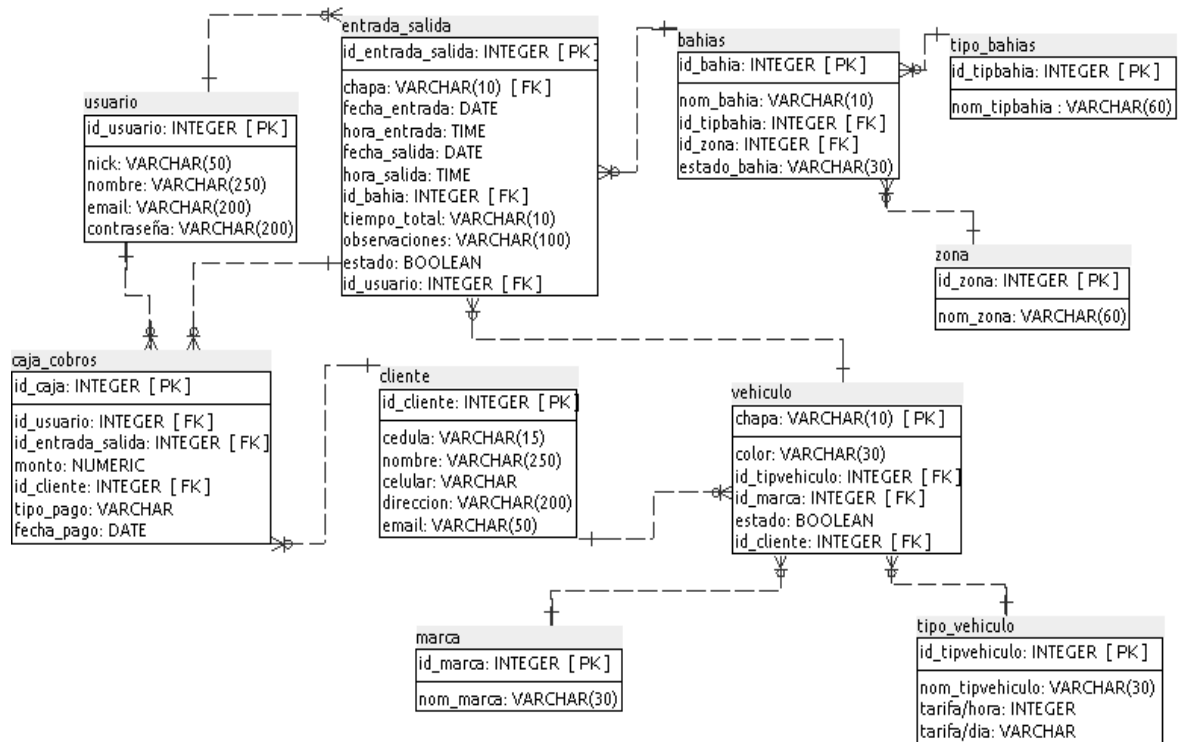 entrada_salida
id_entrada_salida: INTEGER [ PK ]
chapa: VARCHAR(10) [ FK ]
fecha_entrada: DATE
hora_entrada: TIME
fecha_salida: DATE
hora_salida: TIME
id_bahia: INTEGER [ FK ]
tiempo_total: VARCHAR(10)
observaciones: VARCHAR(100)
estado: BOOLEAN
id_usuario: INTEGER [ FK ]
bahias
id_bahia: INTEGER [ PK ]
nom_bahia: VARCHAR(10)
id_tipbahia: INTEGER [ FK ]
id_zona: INTEGER [ FK ]
estado_bahia: VARCHAR(30)
tipo_bahias
id_tipbahia: INTEGER [ PK ]
nom_tipbahia : VARCHAR(60)
usuario
id_usuario: INTEGER [ PK ]
nick: VARCHAR(50)
nombre: VARCHAR(250)
email: VARCHAR(200)
contraseña: VARCHAR(200)
zona
id_zona: INTEGER [ PK ]
nom_zona: VARCHAR(60)
caja_cobros
id_caja: INTEGER [ PK ]
id_usuario: INTEGER [ FK ]
id_entrada_salida: INTEGER [ FK ]
monto: NUMERIC
id_cliente: INTEGER [ FK ]
tipo_pago: VARCHAR
fecha_pago: DATE
cliente
id_cliente: INTEGER [ PK ]
cedula: VARCHAR(15)
nombre: VARCHAR(250)
celular: VARCHAR
direccion: VARCHAR(200)
email: VARCHAR(50)
vehiculo
chapa: VARCHAR(10) [ PK ]
color: VARCHAR(30)
id_tipvehiculo: INTEGER [ FK ]
id_marca: INTEGER [ FK ]
estado: BOOLEAN
id_cliente: INTEGER [ FK ]
marca
id_marca: INTEGER [ PK ]
nom_marca: VARCHAR(30)
tipo_vehiculo
id_tipvehiculo: INTEGER [ PK ]
nom_tipvehiculo: VARCHAR(30)
tarifa/hora: INTEGER
tarifa/dia: VARCHAR